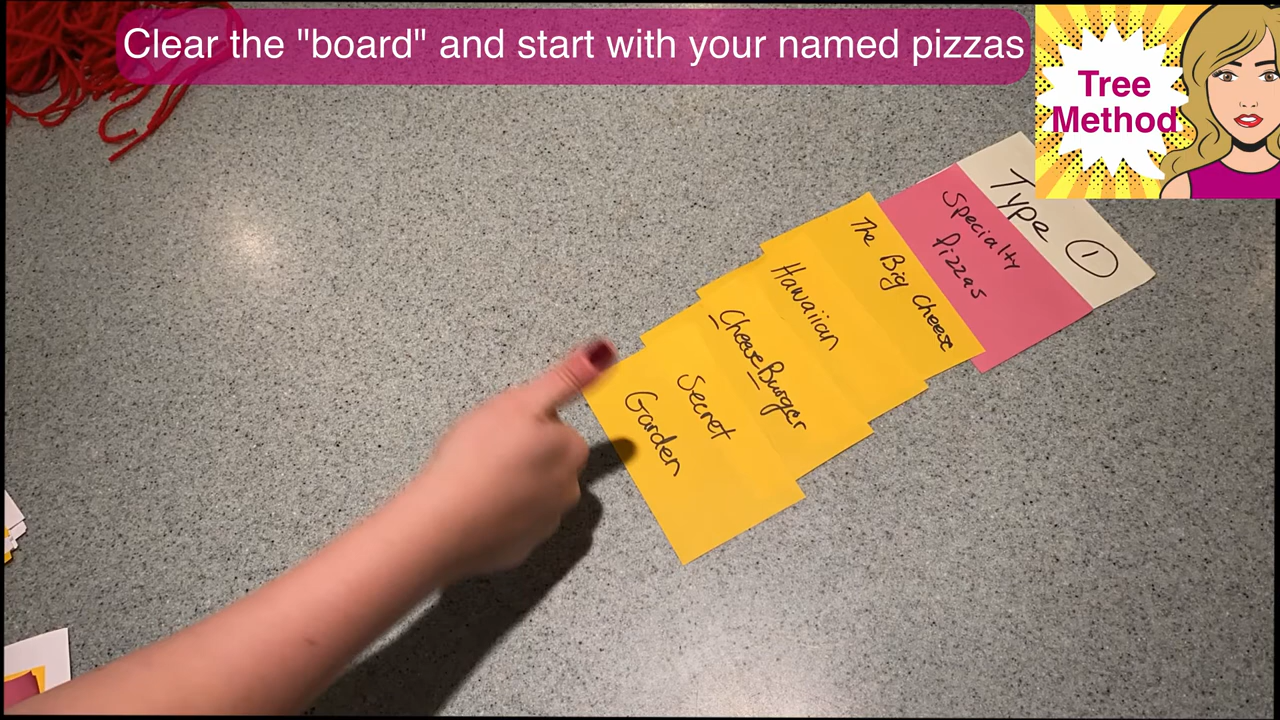 Clear the "board" and start with your named pizzas
Tree
Method
Type 1
Specialty
Pizzas
The Big Cheese
Hawaiian
CheeseBurger
Secret
Garden